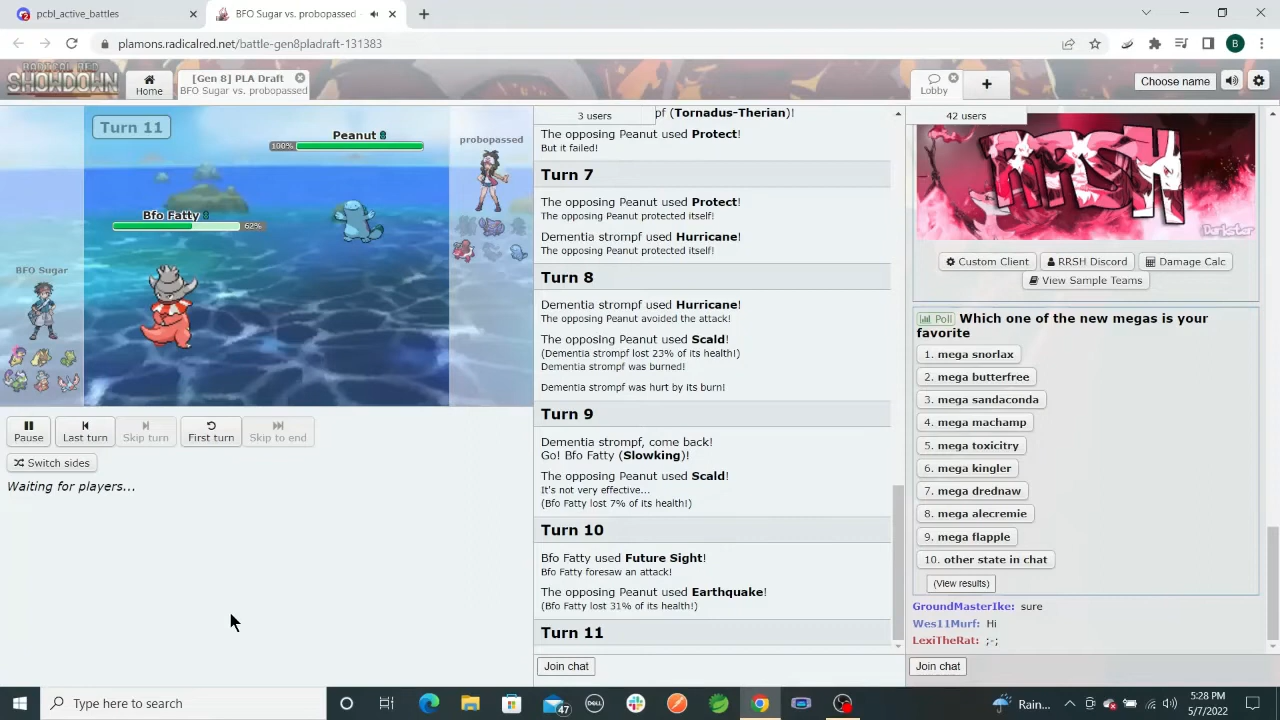 pcbl_active_battles
BFO Sugar vs. probopassed
plamons.radicalred.net/battle-gen8pladraft-131383
B
RADICAL RED
SHOWDOWN
Home
[Gen 8] PLA Draft
BFO Sugar vs. probopassed
Lobby
Choose name
Turn 11
Peanut
100%
Bfo Fatty
62%
probopassed
BFO Sugar
Pause
Last turn
Skip turn
First turn
Skip to end
Switch sides
Waiting for players...
3 users
pf (Tornadus-Therian)!
The opposing Peanut used Protect!
But it failed!
Turn 7
The opposing Peanut used Protect!
The opposing Peanut protected itself!
Dementia strompf used Hurricane!
The opposing Peanut protected itself!
Turn 8
Dementia strompf used Hurricane!
The opposing Peanut avoided the attack!
The opposing Peanut used Scald!
(Dementia strompf lost 23% of its health!)
Dementia strompf was burned!
Dementia strompf was hurt by its burn!
Turn 9
Dementia strompf, come back!
Go! Bfo Fatty (Slowking)!
The opposing Peanut used Scald!
It's not very effective...
(Bfo Fatty lost 7% of its health!)
Turn 10
Bfo Fatty used Future Sight!
Bfo Fatty foresaw an attack!
The opposing Peanut used Earthquake!
(Bfo Fatty lost 31% of its health!)
Turn 11
Join chat
42 users
RRSH
Custom Client
RRSH Discord
Damage Calc
View Sample Teams
Poll Which one of the new megas is your
favorite
1. mega snorlax
2. mega butterfree
3. mega sandaconda
4. mega machamp
5. mega toxicitry
6. mega kingler
7. mega drednaw
8. mega alecremie
9. mega flapple
10. other state in chat
(View results)
GroundMasterIke: sure
Wes11Murf: Hi
LexiTheRat: ;-;
Join chat
Type here to search
47
DELL
Rain...
5:28 PM
5/7/2022